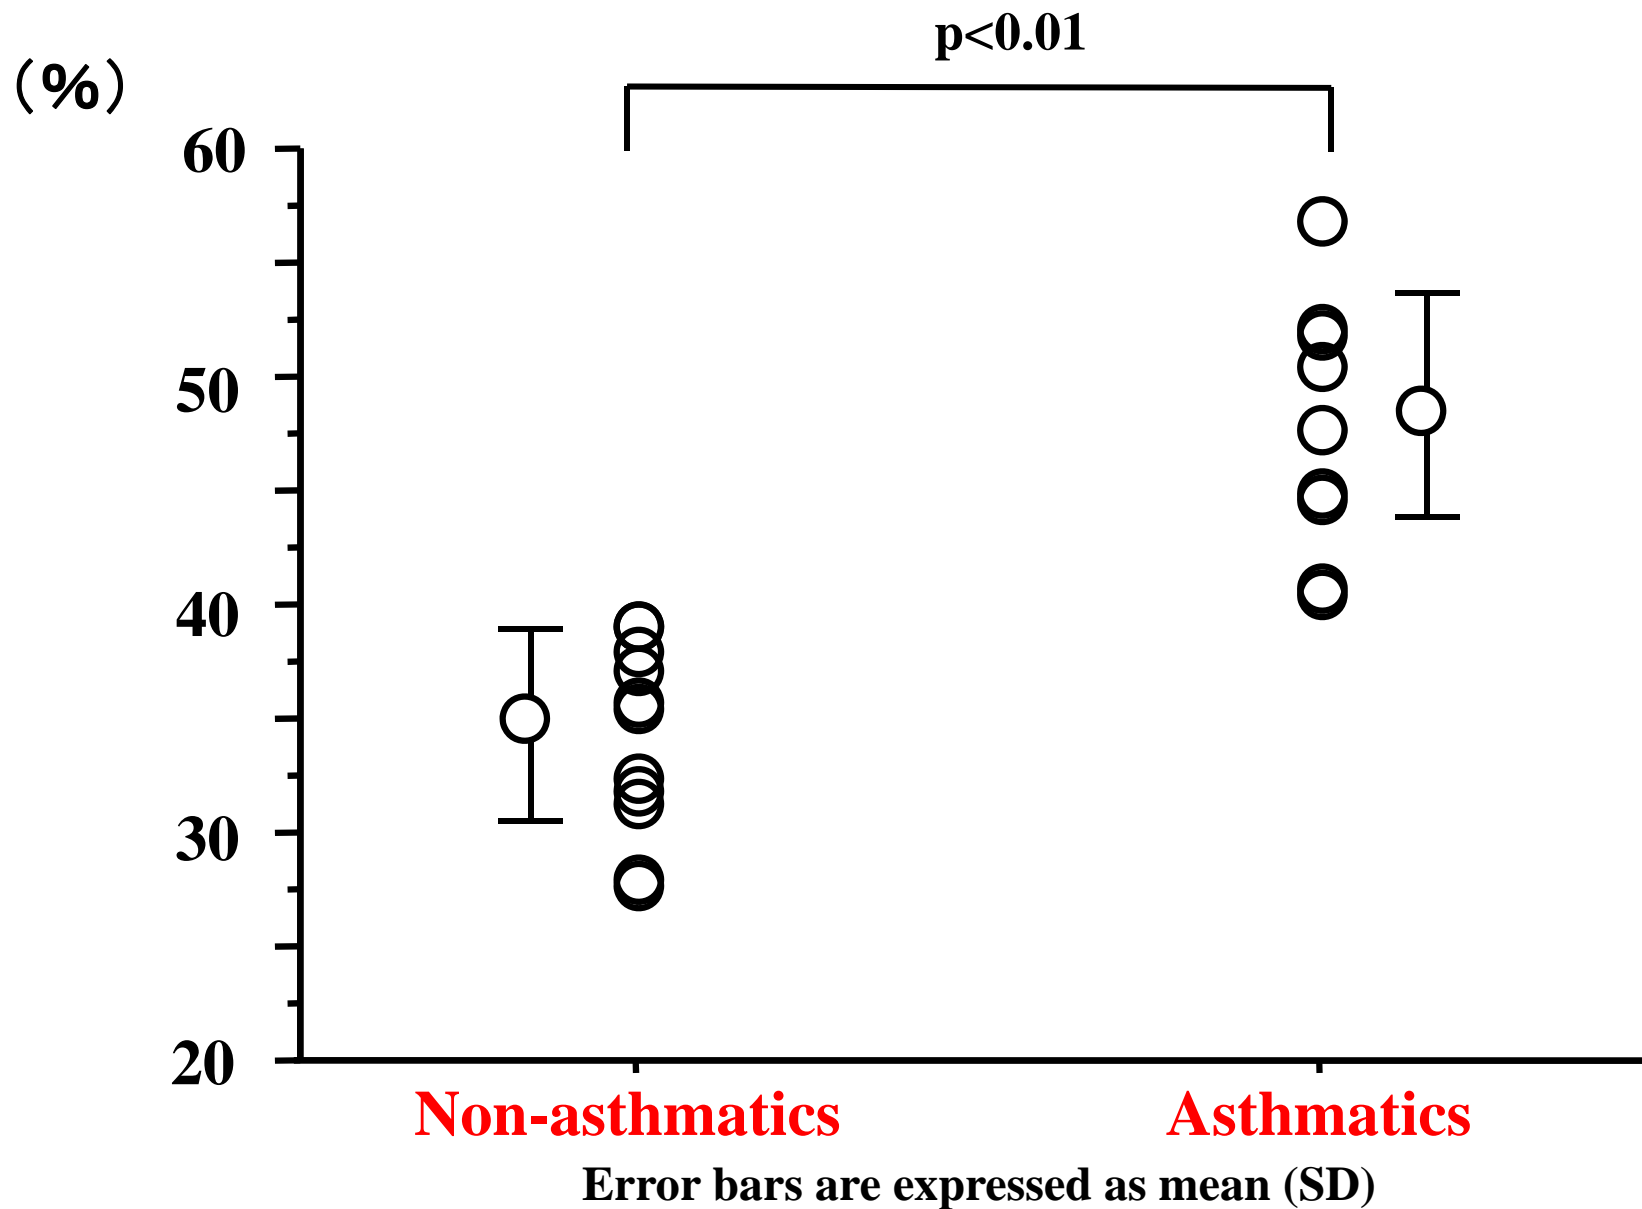 p<0.01
（%）
60
50
40
30
20
Non-asthmatics
Asthmatics
Error bars are expressed as mean (SD)